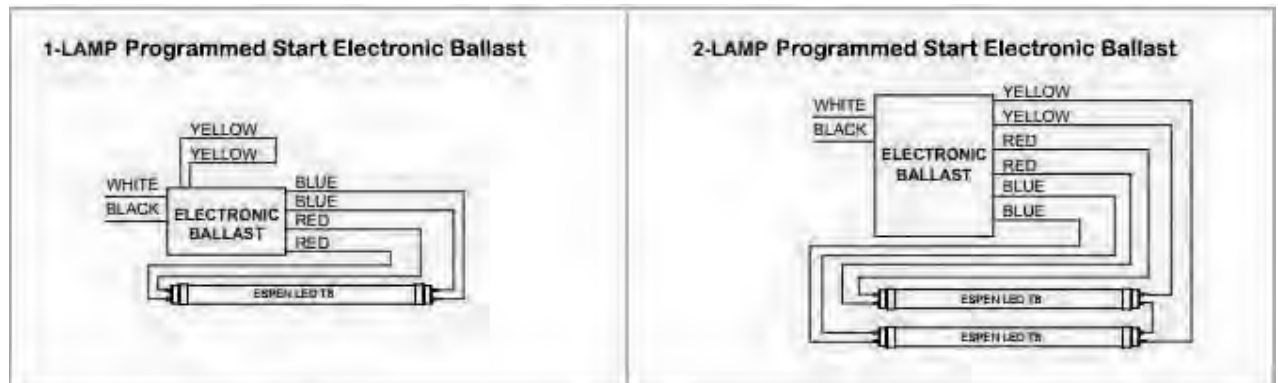 1-LAMP Programmed Start Electronic Ballast
YELLOW
YELLOW
WHITE
BLACK
ELECTRONIC
BALLAST
BLUE
BLUE
RED
RED
ESPEN LED T8
2-LAMP Programmed Start Electronic Ballast
WHITE
BLACK
ELECTRONIC
BALLAST
YELLOW
YELLOW
RED
RED
BLUE
BLUE
ESPEN LED T8
ESPEN LED T8